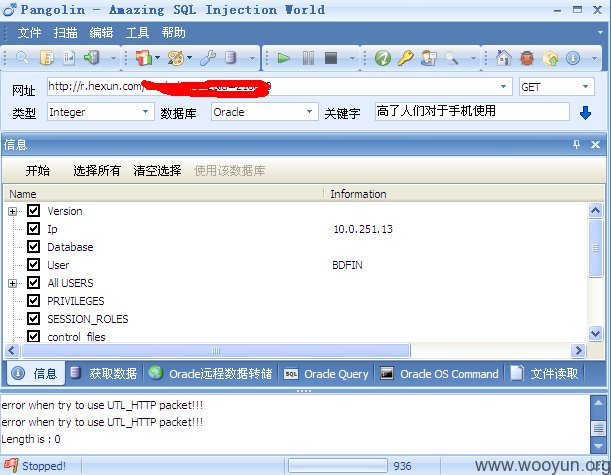 Pangolin - Amazing SQL Injection World
文件 扫描 编辑 工具 帮助
网址 http://r.hexun.com/ 9 GET
类型 Integer 数据库 Oracle 关键字 高了人们对于手机使用
信息
开始 选择所有 清空选择 使用该数据库
Name Information
Version
Ip 10.0.251.13
Database
User BDFIN
All USERS
PRIVILEGES
SESSION_ROLES
control_files
信息 获取数据 Oracle远程数据转储 SQL Oracle Query Oracle OS Command 文件读取
error when try to use UTL_HTTP packet!!!
error when try to use UTL_HTTP packet!!!
Length is : 0
Stopped! 936
www.wooyun.org